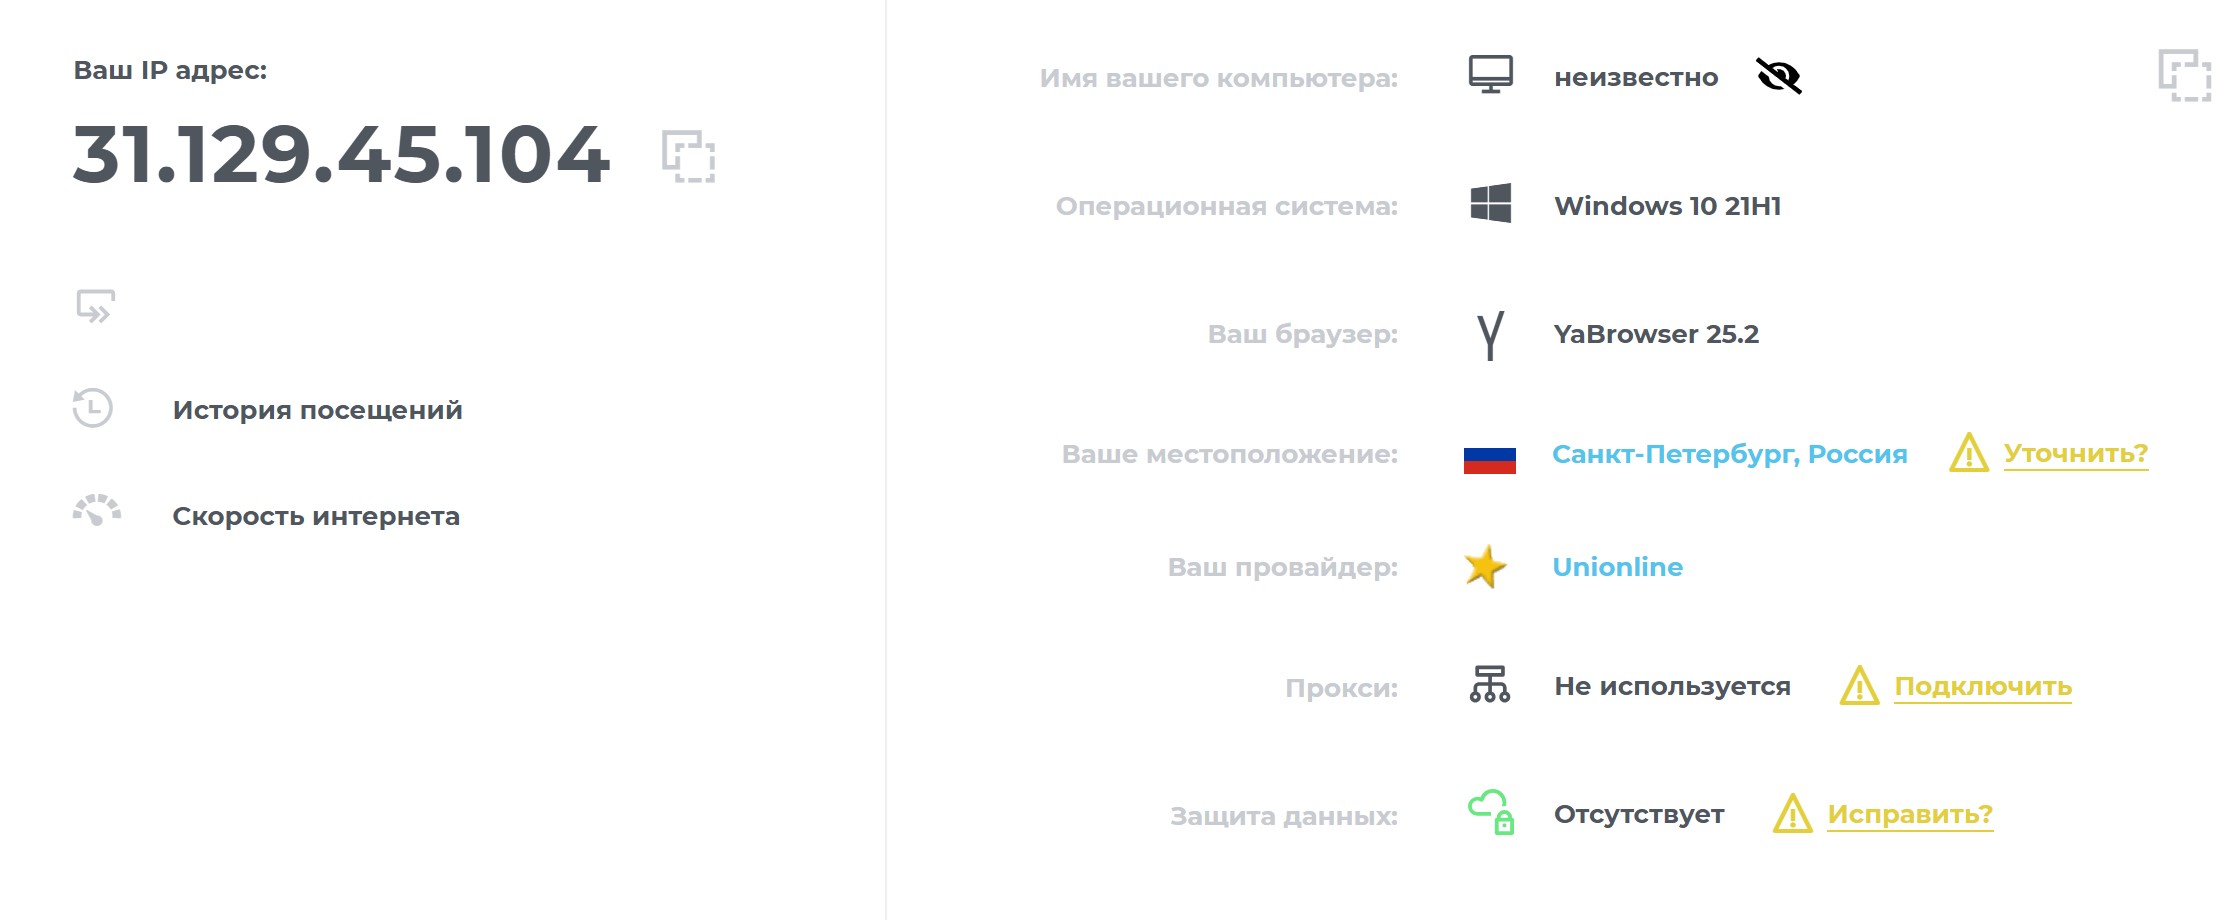 Ваш IP адрес:
31.129.45.104
История посещений
Скорость интернета
Имя вашего компьютера: неизвестно
Операционная система: Windows 10 21H1
Ваш браузер: YaBrowser 25.2
Ваше местоположение: Санкт-Петербург, Россия Уточнить?
Ваш провайдер: Unionline
Прокси: Не используется Подключить
Защита данных: Отсутствует Исправить?